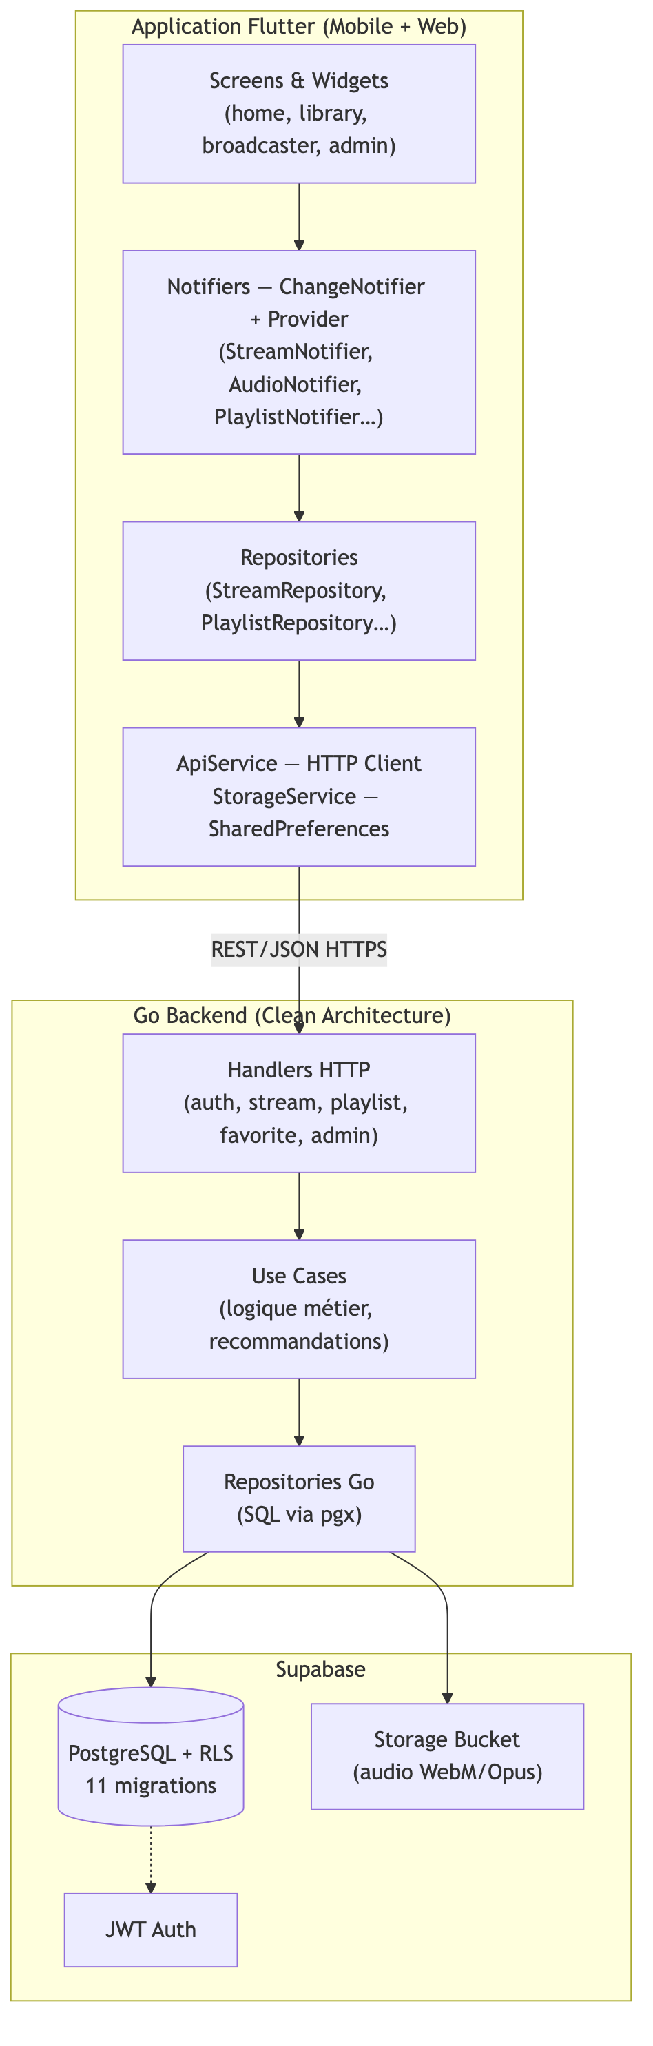 Application Flutter (Mobile + Web)
Screens & Widgets
(home, library,
broadcaster, admin)
Notifiers — ChangeNotifier
+ Provider
(StreamNotifier,
AudioNotifier,
PlaylistNotifier…)
Repositories
(StreamRepository,
PlaylistRepository…)
ApiService — HTTP Client
StorageService —
SharedPreferences
REST/JSON HTTPS
Go Backend (Clean Architecture)
Handlers HTTP
(auth, stream, playlist,
favorite, admin)
Use Cases
(logique métier,
recommandations)
Repositories Go
(SQL via pgx)
Supabase
PostgreSQL + RLS
11 migrations
Storage Bucket
(audio WebM/Opus)
JWT Auth